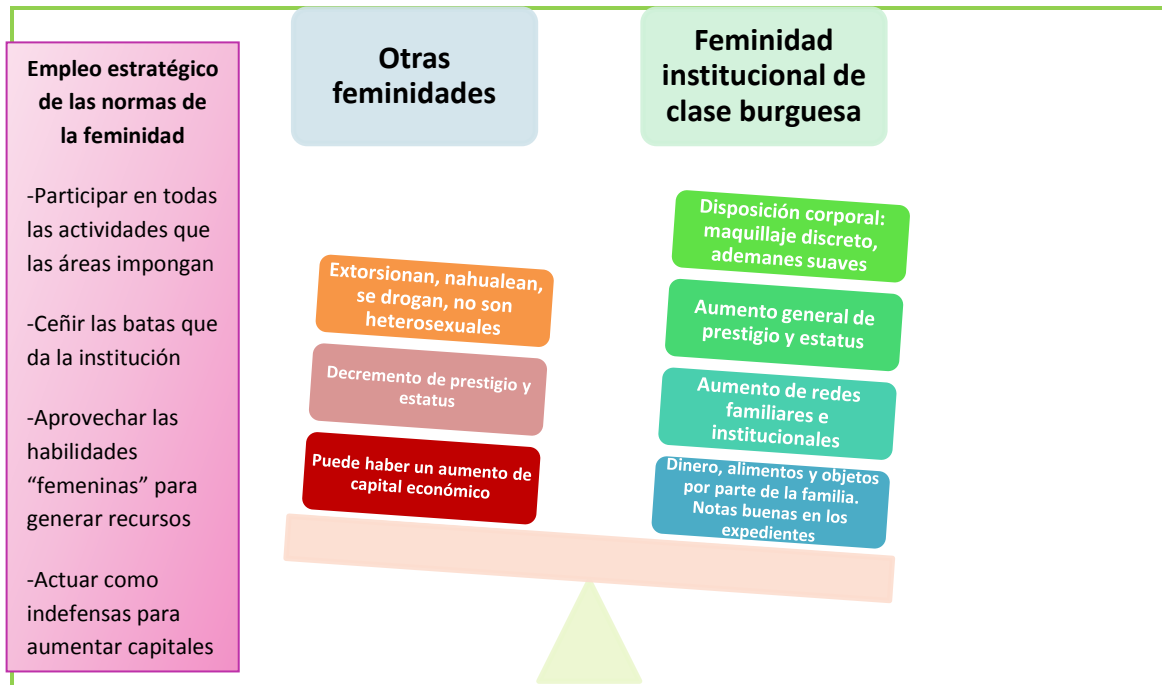 Empleo estratégico
de las normas de
la feminidad
-Participar en todas
las actividades que
las áreas impongan
-Ceñir las batas que
da la institución
-Aprovechar las
habilidades
“femeninas” para
generar recursos
-Actuar como
indefensas para
aumentar capitales
Otras
feminidades
Extorsionan, nahualean,
se drogan, no son
heterosexuales
Decremento de prestigio y
estatus
Puede haber un aumento de
capital económico
Feminidad
institucional de
clase burguesa
Disposición corporal:
maquillaje discreto,
ademanes suaves
Aumento general de
prestigio y estatus
Aumento de redes
familiares e
institucionales
Dinero, alimentos y objetos
por parte de la familia.
Notas buenas en los
expedientes